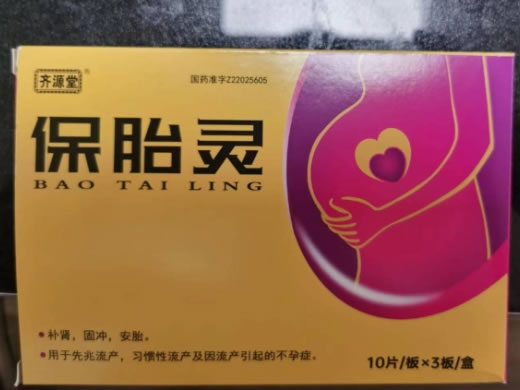 齐源堂®
国药准字Z22025605
保胎灵
BAO TAI LING
•补肾，固冲，安胎。
•用于先兆流产，习惯性流产及因流产引起的不孕症。
10片/板×3板/盒